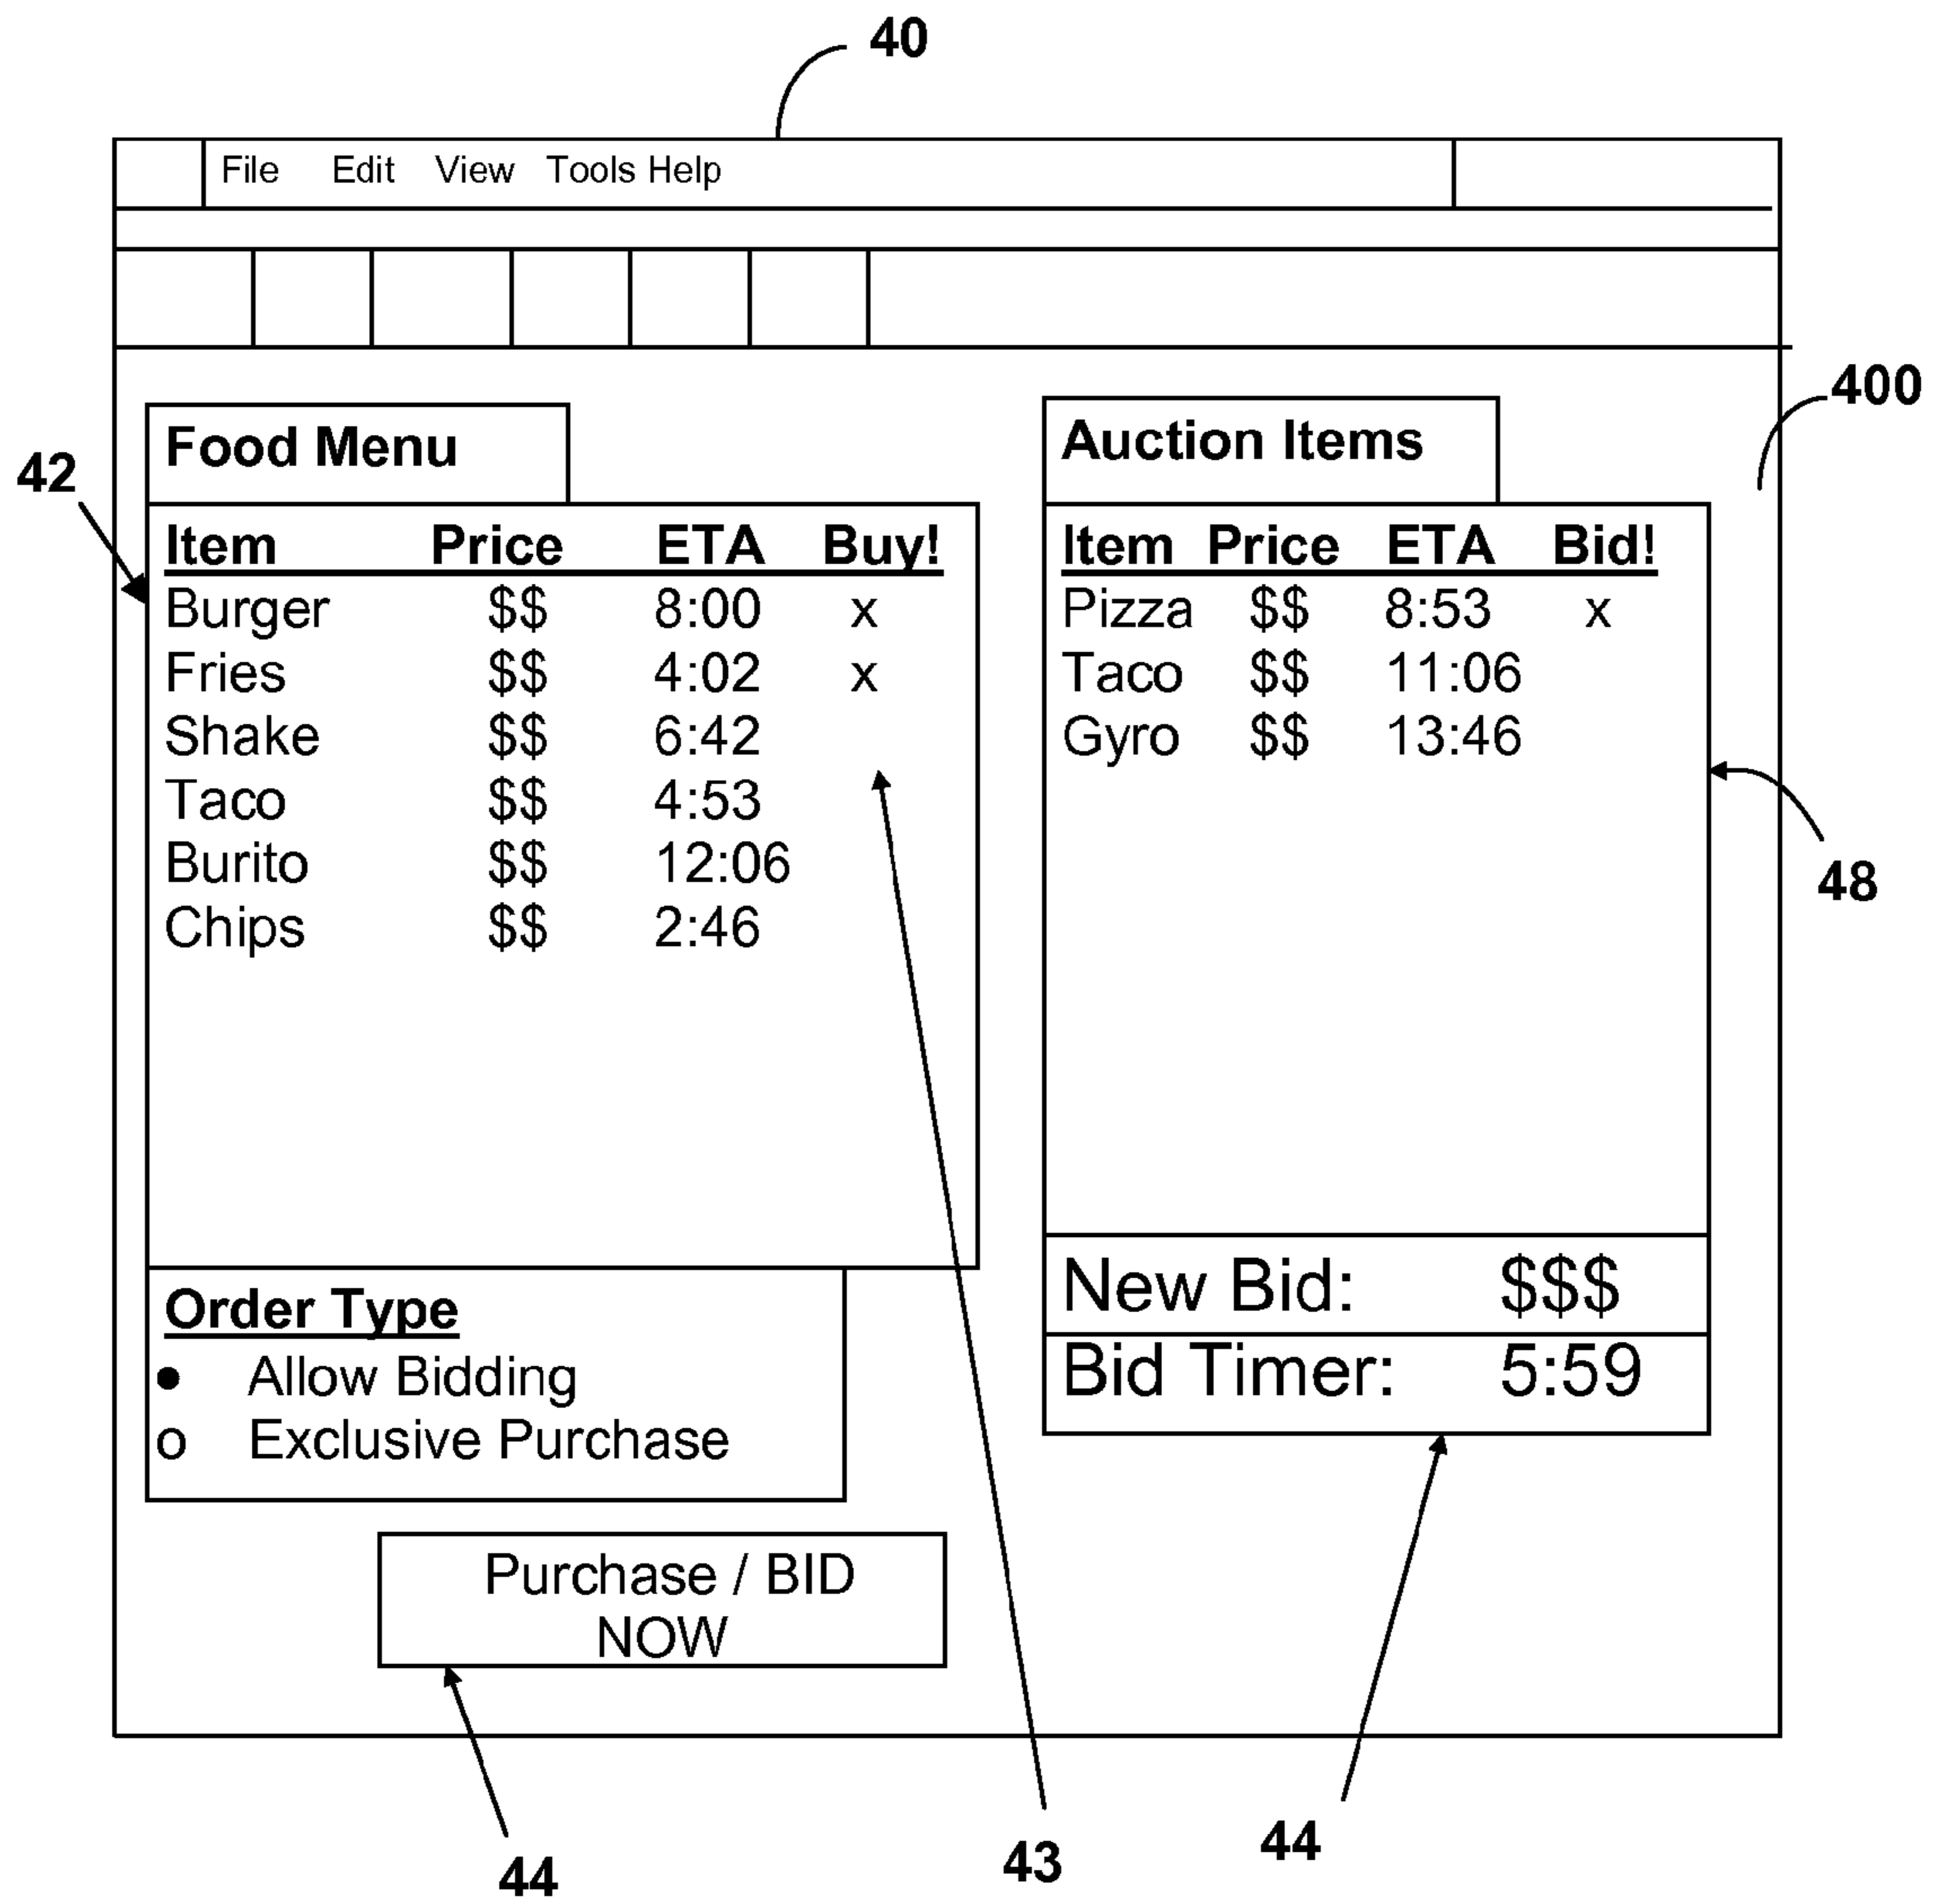 40
File Edit View Tools Help
400
42
Food Menu
Item Price ETA Buy!
Burger $$ 8:00 x
Fries $$ 4:02 x
Shake $$ 6:42
Taco $$ 4:53
Burito $$ 12:06
Chips $$ 2:46
Order Type
● Allow Bidding
o Exclusive Purchase
Purchase / BID
NOW
Auction Items
Item Price ETA Bid!
Pizza $$ 8:53 x
Taco $$ 11:06
Gyro $$ 13:46
48
New Bid: $$$
Bid Timer: 5:59
44
43
44